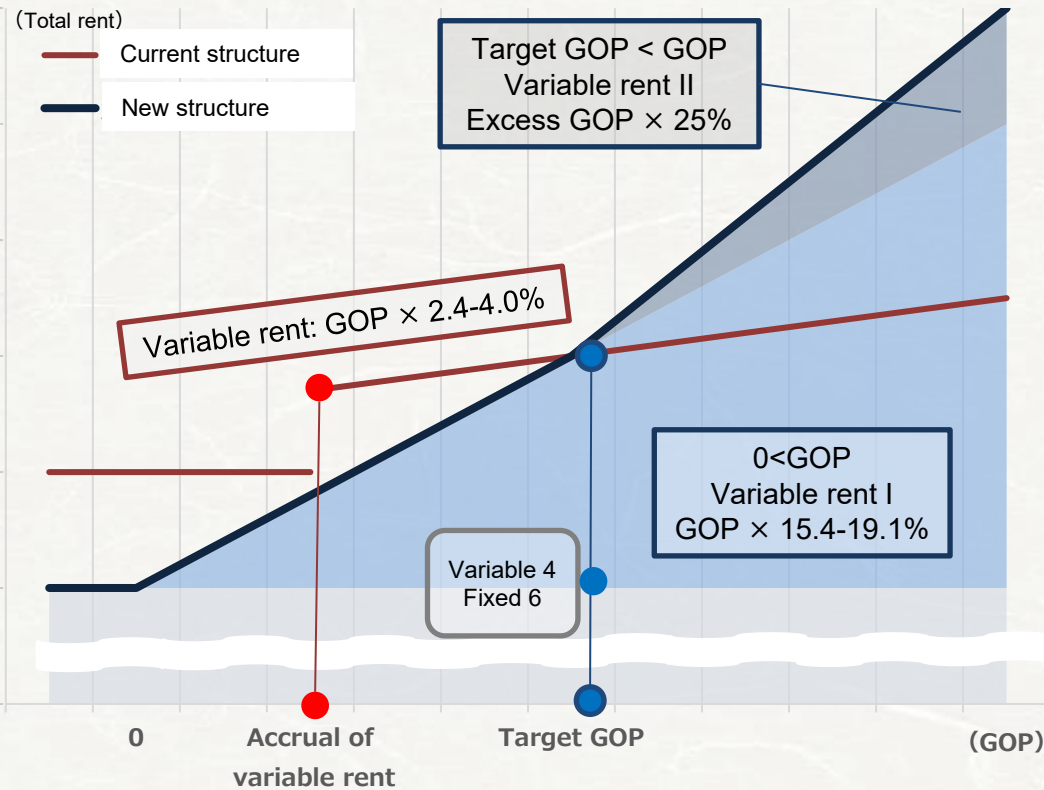 （Total rent）
Current structure
New structure
Target GOP < GOP
Variable rent II
Excess GOP × 25%
Variable rent: GOP × 2.4-4.0%
0<GOP
Variable rent I
GOP × 15.4-19.1%
Variable 4
Fixed 6
0
Accrual of
variable rent
Target GOP
(GOP)